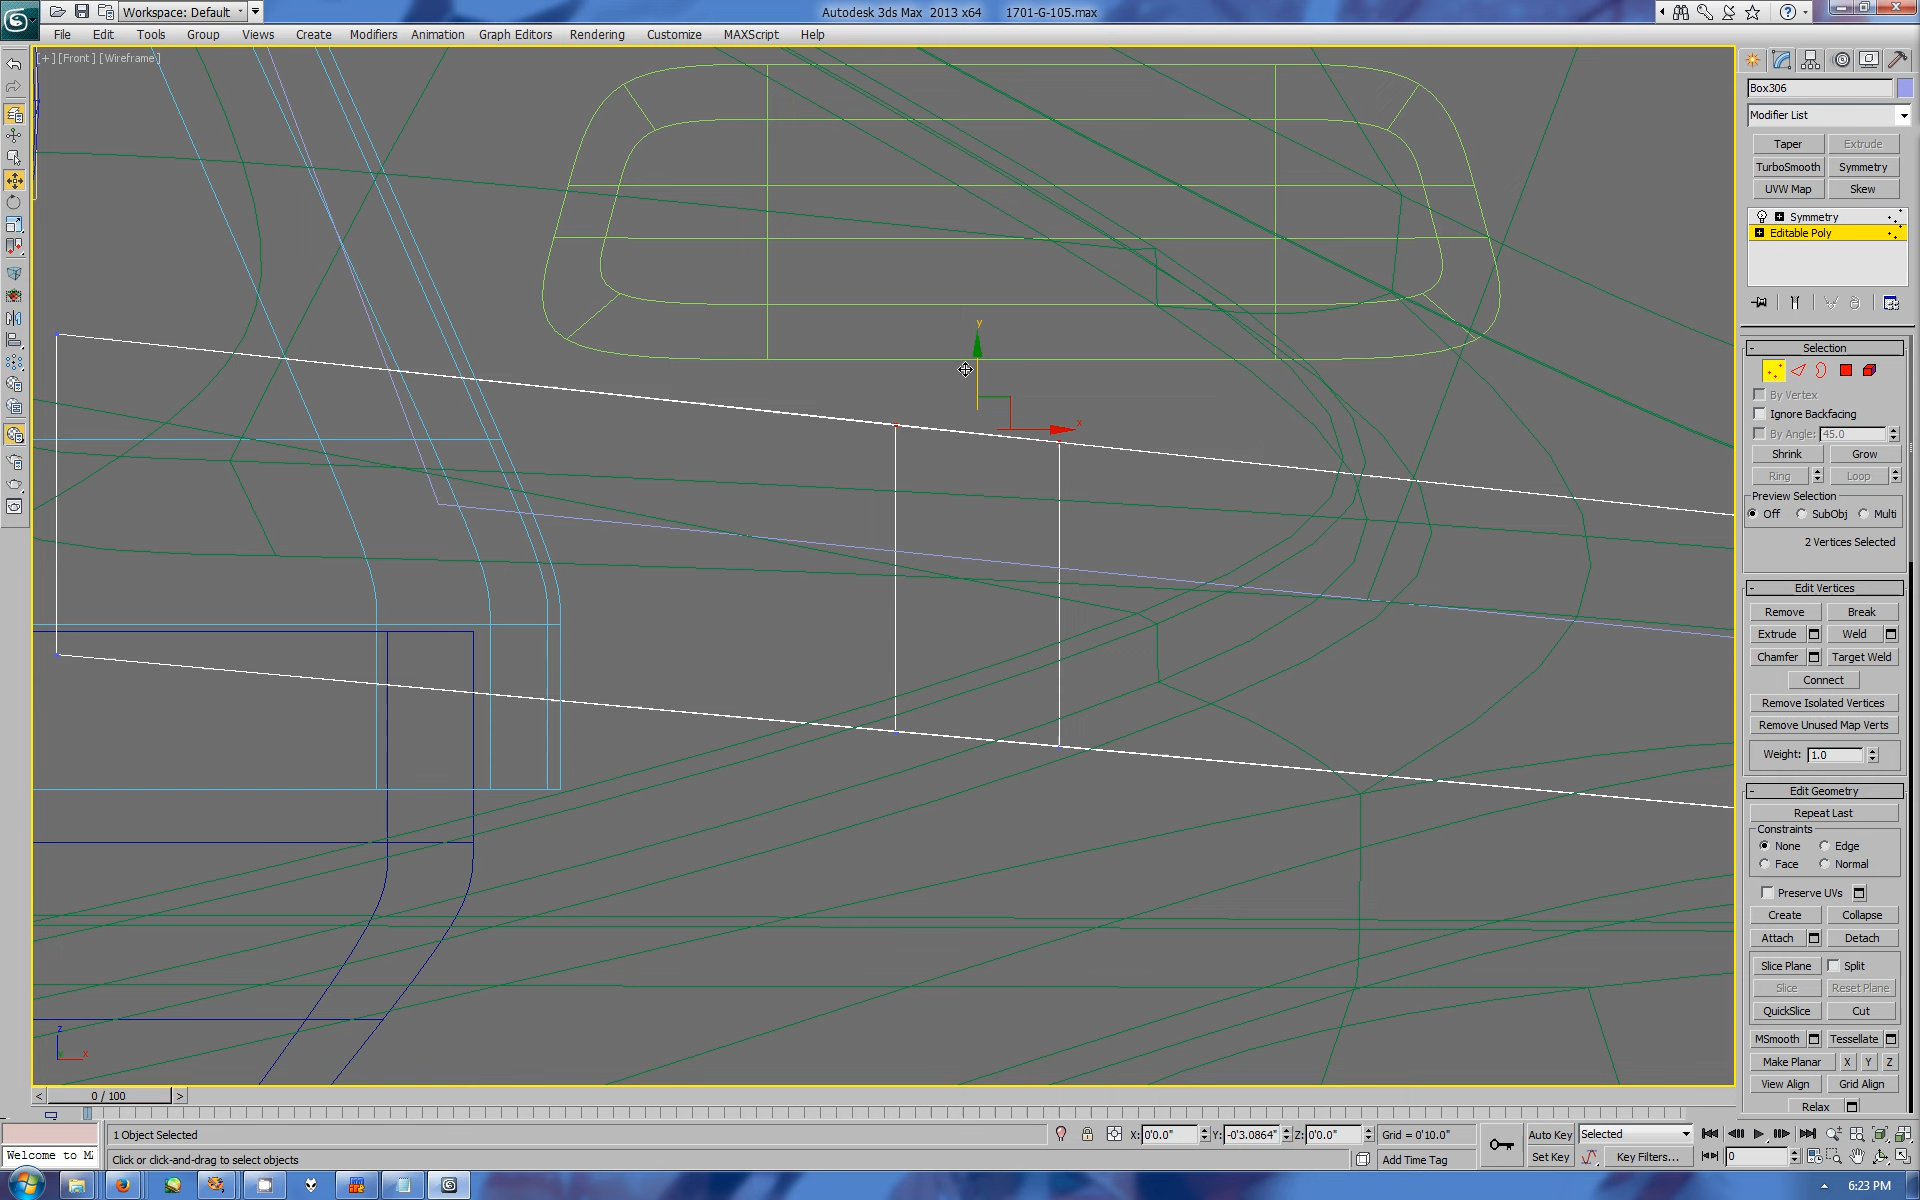 Workspace: Default
Autodesk 3ds Max 2013 x64 1701-G-105.max
File Edit Tools Group Views Create Modifiers Animation Graph Editors Rendering Customize MAXScript Help
[+] [Front] [Wireframe]
Box306
Modifier List
Taper Extrude
TurboSmooth Symmetry
UVW Map Skew
Symmetry
Editable Poly
- Selection
By Vertex
Ignore Backfacing
By Angle: 45.0
Shrink Grow
Ring Loop
Preview Selection
Off SubObj Multi
2 Vertices Selected
- Edit Vertices
Remove Break
Extrude Weld
Chamfer Target Weld
Connect
Remove Isolated Vertices
Remove Unused Map Verts
Weight: 1.0
- Edit Geometry
Repeat Last
Constraints
None Edge
Face Normal
Preserve UVs
Create Collapse
Attach Detach
Slice Plane Split
Slice Reset Plane
QuickSlice Cut
MSmooth Tessellate
Make Planar X Y Z
View Align Grid Align
Relax
y
x
z
x
< 0 / 100 >
1 Object Selected X: 0'0.0" Y: -0'3.0864" Z: 0'0.0" Grid = 0'10.0" Auto Key Selected
Welcome to M
Click or click-and-drag to select objects Add Time Tag Set Key Key Filters... 0
6:23 PM